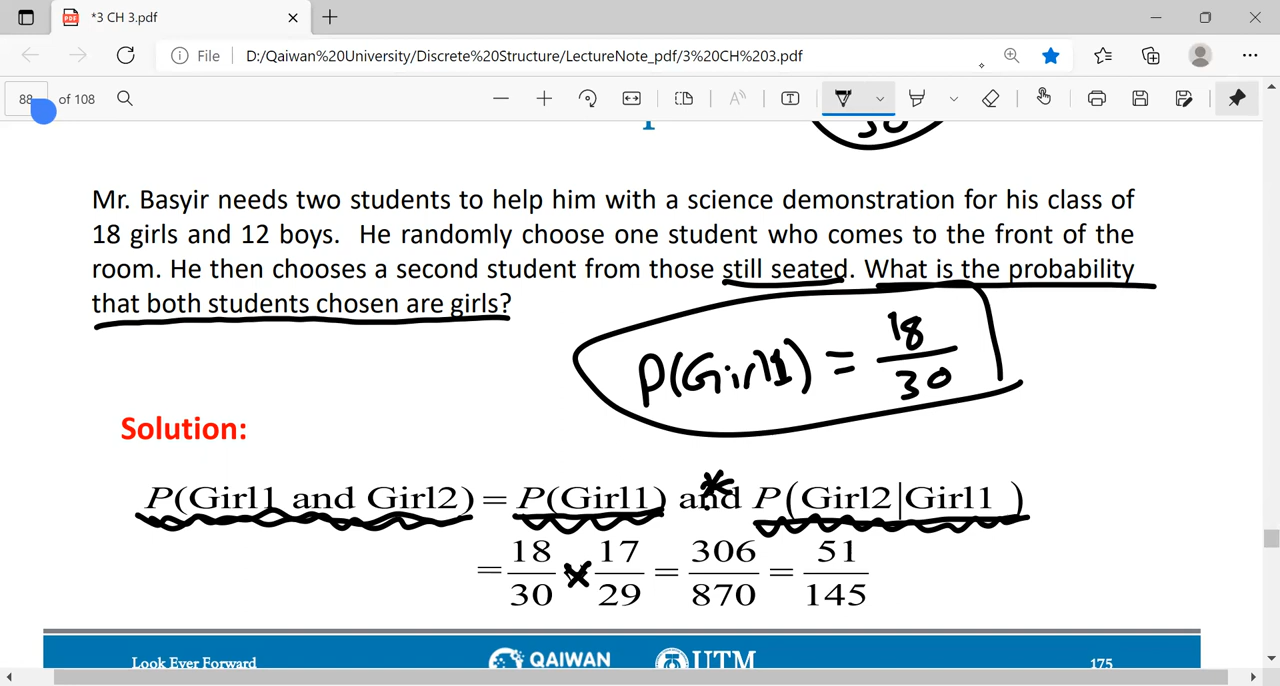 *3 CH 3.pdf
File D:/Qaiwan%20University/Discrete%20Structure/LectureNote_pdf/3%20CH%203.pdf
88 of 108
30
Mr. Basyir needs two students to help him with a science demonstration for his class of
18 girls and 12 boys. He randomly choose one student who comes to the front of the
room. He then chooses a second student from those still seated. What is the probability
that both students chosen are girls?
P(Girl1) = 18/30
Solution:
P(Girl1 and Girl2) = P(Girl1) and * P(Girl2|Girl1 )
= 18/30 × 17/29 = 306/870 = 51/145
Look Ever Forward QAIWAN UTM 175